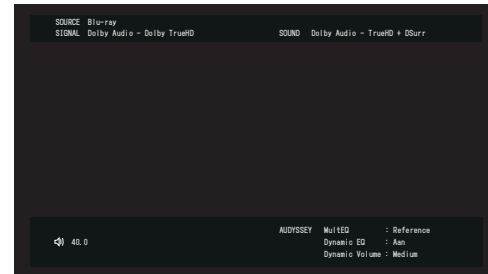 SOURCE Blu-ray
SIGNAL Dolby Audio - Dolby TrueHD SOUND Dolby Audio - TrueHD + DSurr
AUDYSSEY MultEQ : Reference
40.0 Dynamic EQ : Aan
Dynamic Volume : Medium